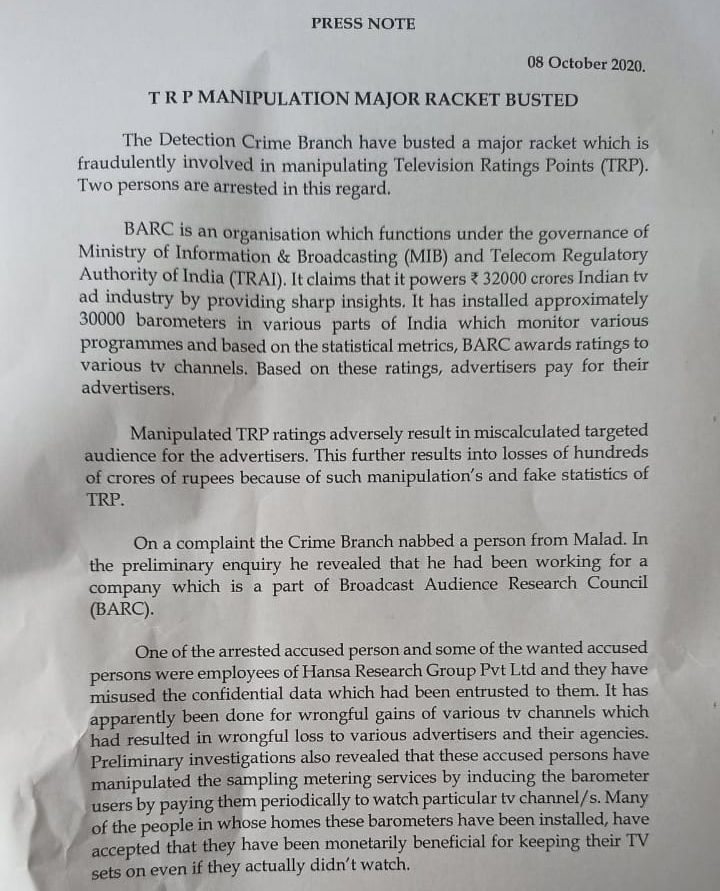 PRESS NOTE
08 October 2020.
T R P MANIPULATION MAJOR RACKET BUSTED
The Detection Crime Branch have busted a major racket which is
fraudulently involved in manipulating Television Ratings Points (TRP).
Two persons are arrested in this regard.
BARC is an organisation which functions under the governance of
Ministry of Information & Broadcasting (MIB) and Telecom Regulatory
Authority of India (TRAI). It claims that it powers ₹ 32000 crores Indian tv
ad industry by providing sharp insights. It has installed approximately
30000 barometers in various parts of India which monitor various
programmes and based on the statistical metrics, BARC awards ratings to
various tv channels. Based on these ratings, advertisers pay for their
advertisers.
Manipulated TRP ratings adversely result in miscalculated targeted
audience for the advertisers. This further results into losses of hundreds
of crores of rupees because of such manipulation's and fake statistics of
TRP.
On a complaint the Crime Branch nabbed a person from Malad. In
the preliminary enquiry he revealed that he had been working for a
company which is a part of Broadcast Audience Research Council
(BARC).
One of the arrested accused person and some of the wanted accused
persons were employees of Hansa Research Group Pvt Ltd and they have
misused the confidential data which had been entrusted to them. It has
apparently been done for wrongful gains of various tv channels which
had resulted in wrongful loss to various advertisers and their agencies.
Preliminary investigations also revealed that these accused persons have
manipulated the sampling metering services by inducing the barometer
users by paying them periodically to watch particular tv channel/s. Many
of the people in whose homes these barometers have been installed, have
accepted that they have been monetarily beneficial for keeping their TV
sets on even if they actually didn't watch.